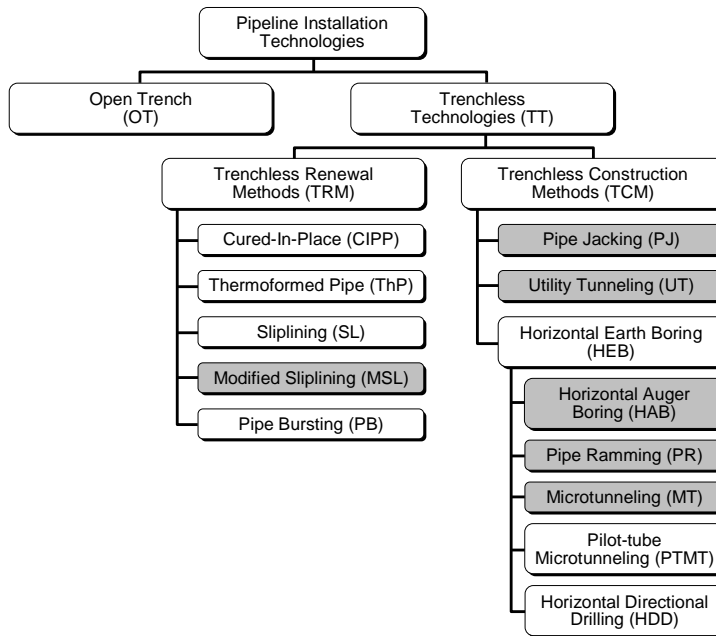 Pipeline Installation
Technologies
Open Trench
(OT)
Trenchless
Technologies (TT)
Trenchless Renewal
Methods (TRM)
Cured-In-Place (CIPP)
Thermoformed Pipe (ThP)
Sliplining (SL)
Modified Sliplining (MSL)
Pipe Bursting (PB)
Trenchless Construction
Methods (TCM)
Pipe Jacking (PJ)
Utility Tunneling (UT)
Horizontal Earth Boring
(HEB)
Horizontal Auger
Boring (HAB)
Pipe Ramming (PR)
Microtunneling (MT)
Pilot-tube
Microtunneling (PTMT)
Horizontal Directional
Drilling (HDD)